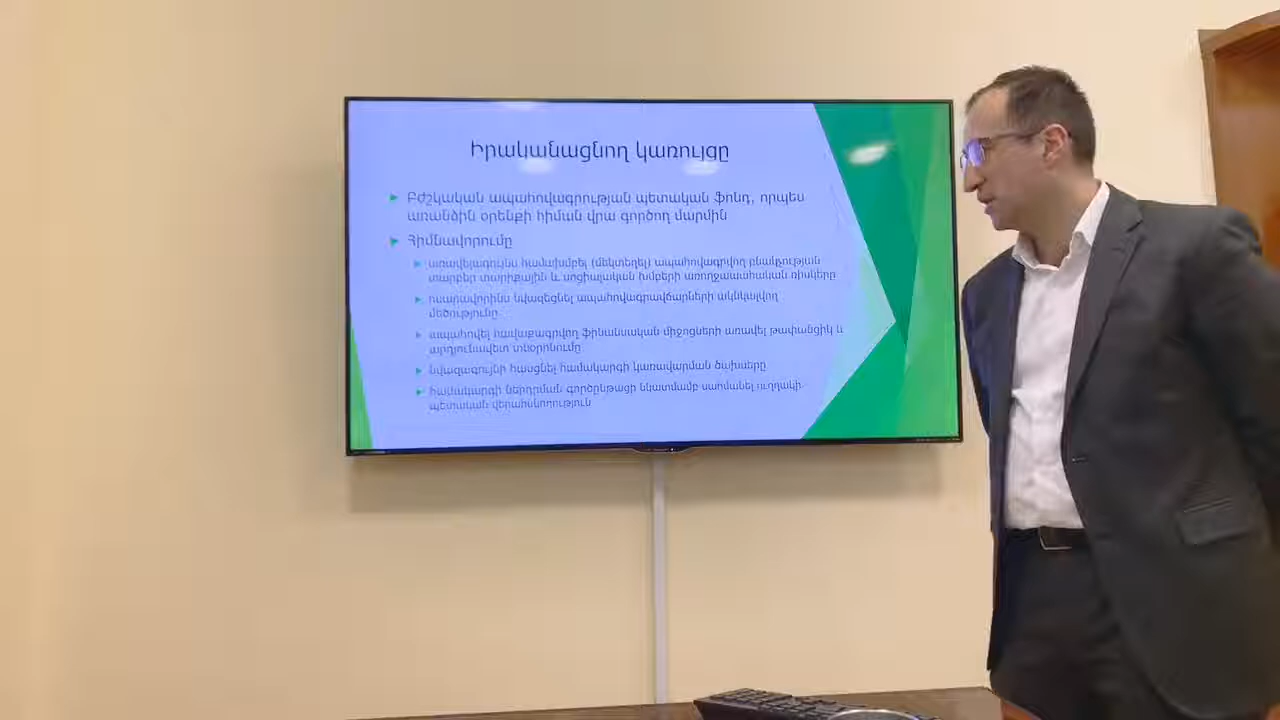 Իրականացնող կառույցը
Բժշկական ապահովագրության պետական ֆոնդ, որպես
առանձին օրենքի հիման վրա գործող մարմին
Հիմնավորումը
առավելագույնս համախմբել (մեկտեղել) ապահովագրվող բնակչության
տարբեր տարիքային և սոցիալական խմբերի առողջապահական ռիսկերը
հնարավորինս նվազեցնել ապահովագրավճարների ակնկալվող
մեծությունը
ապահովել հավաքագրվող ֆինանսական միջոցների առավել թափանցիկ և
արդյունավետ տնօրինումը
նվազագույնի հասցնել համակարգի կառավարման ծախսերը
համակարգի ներդրման գործընթացի նկատմամբ սահմանել ուղղակի
պետական վերահսկողություն